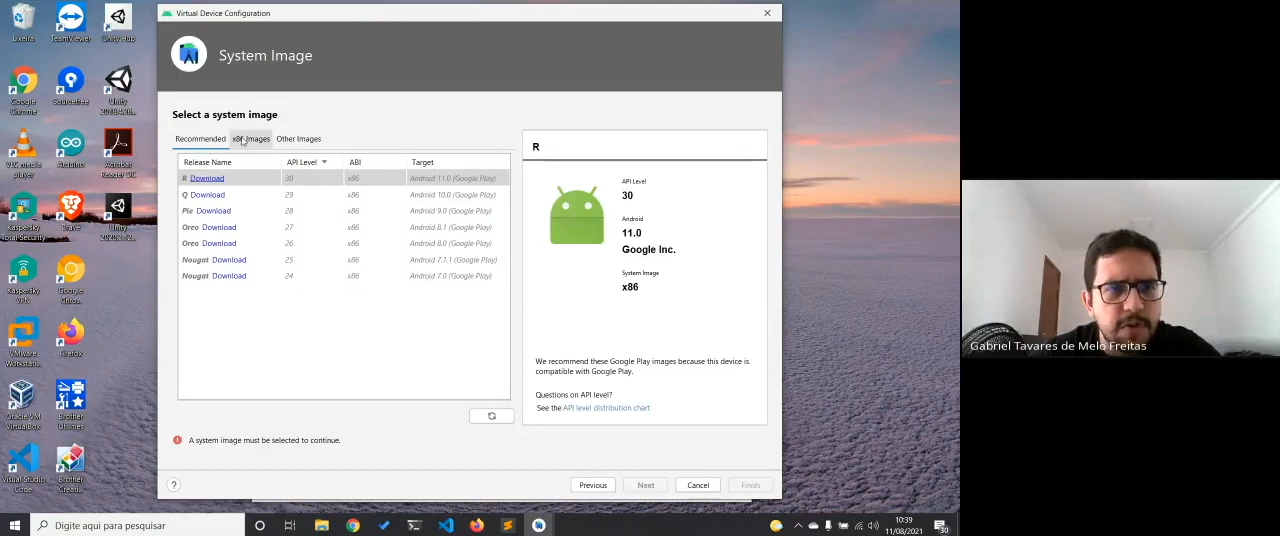 Virtual Device Configuration
System Image
Select a system image
Recommended x86 Images Other Images
Release Name API Level ABI Target
R Download 30 x86 Android 11.0 (Google Play)
Q Download 29 x86 Android 10.0 (Google Play)
Pie Download 28 x86 Android 9.0 (Google Play)
Oreo Download 27 x86 Android 8.1 (Google Play)
Oreo Download 26 x86 Android 8.0 (Google Play)
Nougat Download 25 x86 Android 7.1.1 (Google Play)
Nougat Download 24 x86 Android 7.0 (Google Play)
R
API Level
30
Android
11.0
Google Inc.
System Image
x86
We recommend these Google Play images because this device is
compatible with Google Play.
Questions on API level?
See the API level distribution chart
A system image must be selected to continue.
? Previous Next Cancel Finish
Lixeira
TeamViewer
Unity Hub
Google
Chrome
Sourcetree
Unity
VLC media
player
Arduino
Acrobat
Reader DC
Kaspersky
Total Security
Brave
Unity
Kaspersky
VPN
Google
Chro...
VMware
Workstati...
Firefox
Oracle VM
VirtualBox
Brother
Utilities
Visual Studio
Code
Brother
Creati...
Digite aqui para pesquisar
10:39
11/08/2021
30
Gabriel Tavares de Melo Freitas